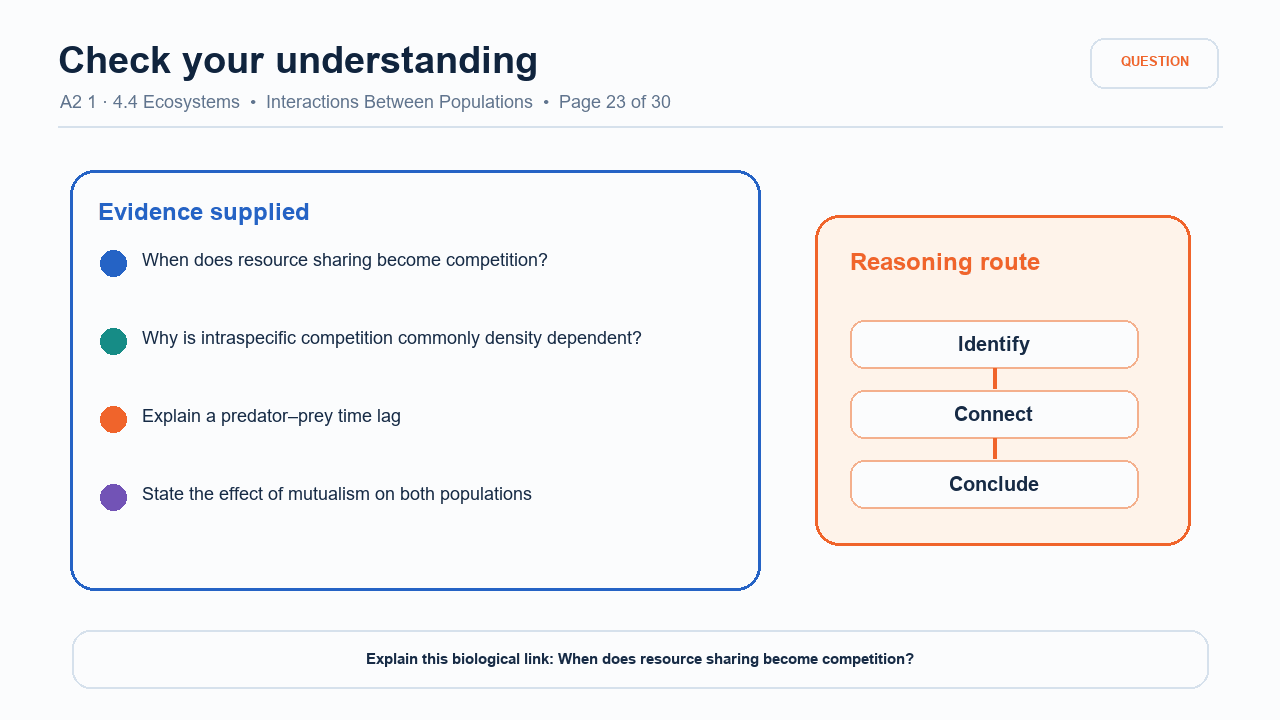 Check your understanding
QUESTION
A2 1 · 4.4 Ecosystems • Interactions Between Populations • Page 23 of 30
Evidence supplied
When does resource sharing become competition?
Why is intraspecific competition commonly density dependent?
Explain a predator–prey time lag
State the effect of mutualism on both populations
Reasoning route
Identify
Connect
Conclude
Explain this biological link: When does resource sharing become competition?